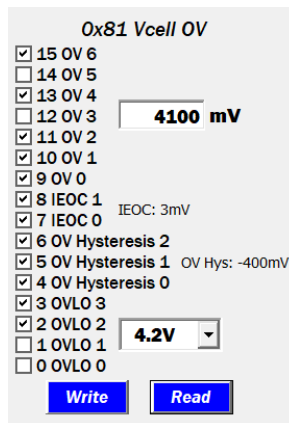 0x81 Vcell OV
15 OV 6
14 OV 5
13 OV 4
12 OV 3
4100 mV
11 OV 2
10 OV 1
9 OV 0
8 IEOC 1
7 IEOC 0
IEOC: 3mV
6 OV Hysteresis 2
5 OV Hysteresis 1 OV Hys: -400mV
4 OV Hysteresis 0
3 OVLO 3
2 OVLO 2
1 OVLO 1
4.2V
0 OVLO 0
Write Read